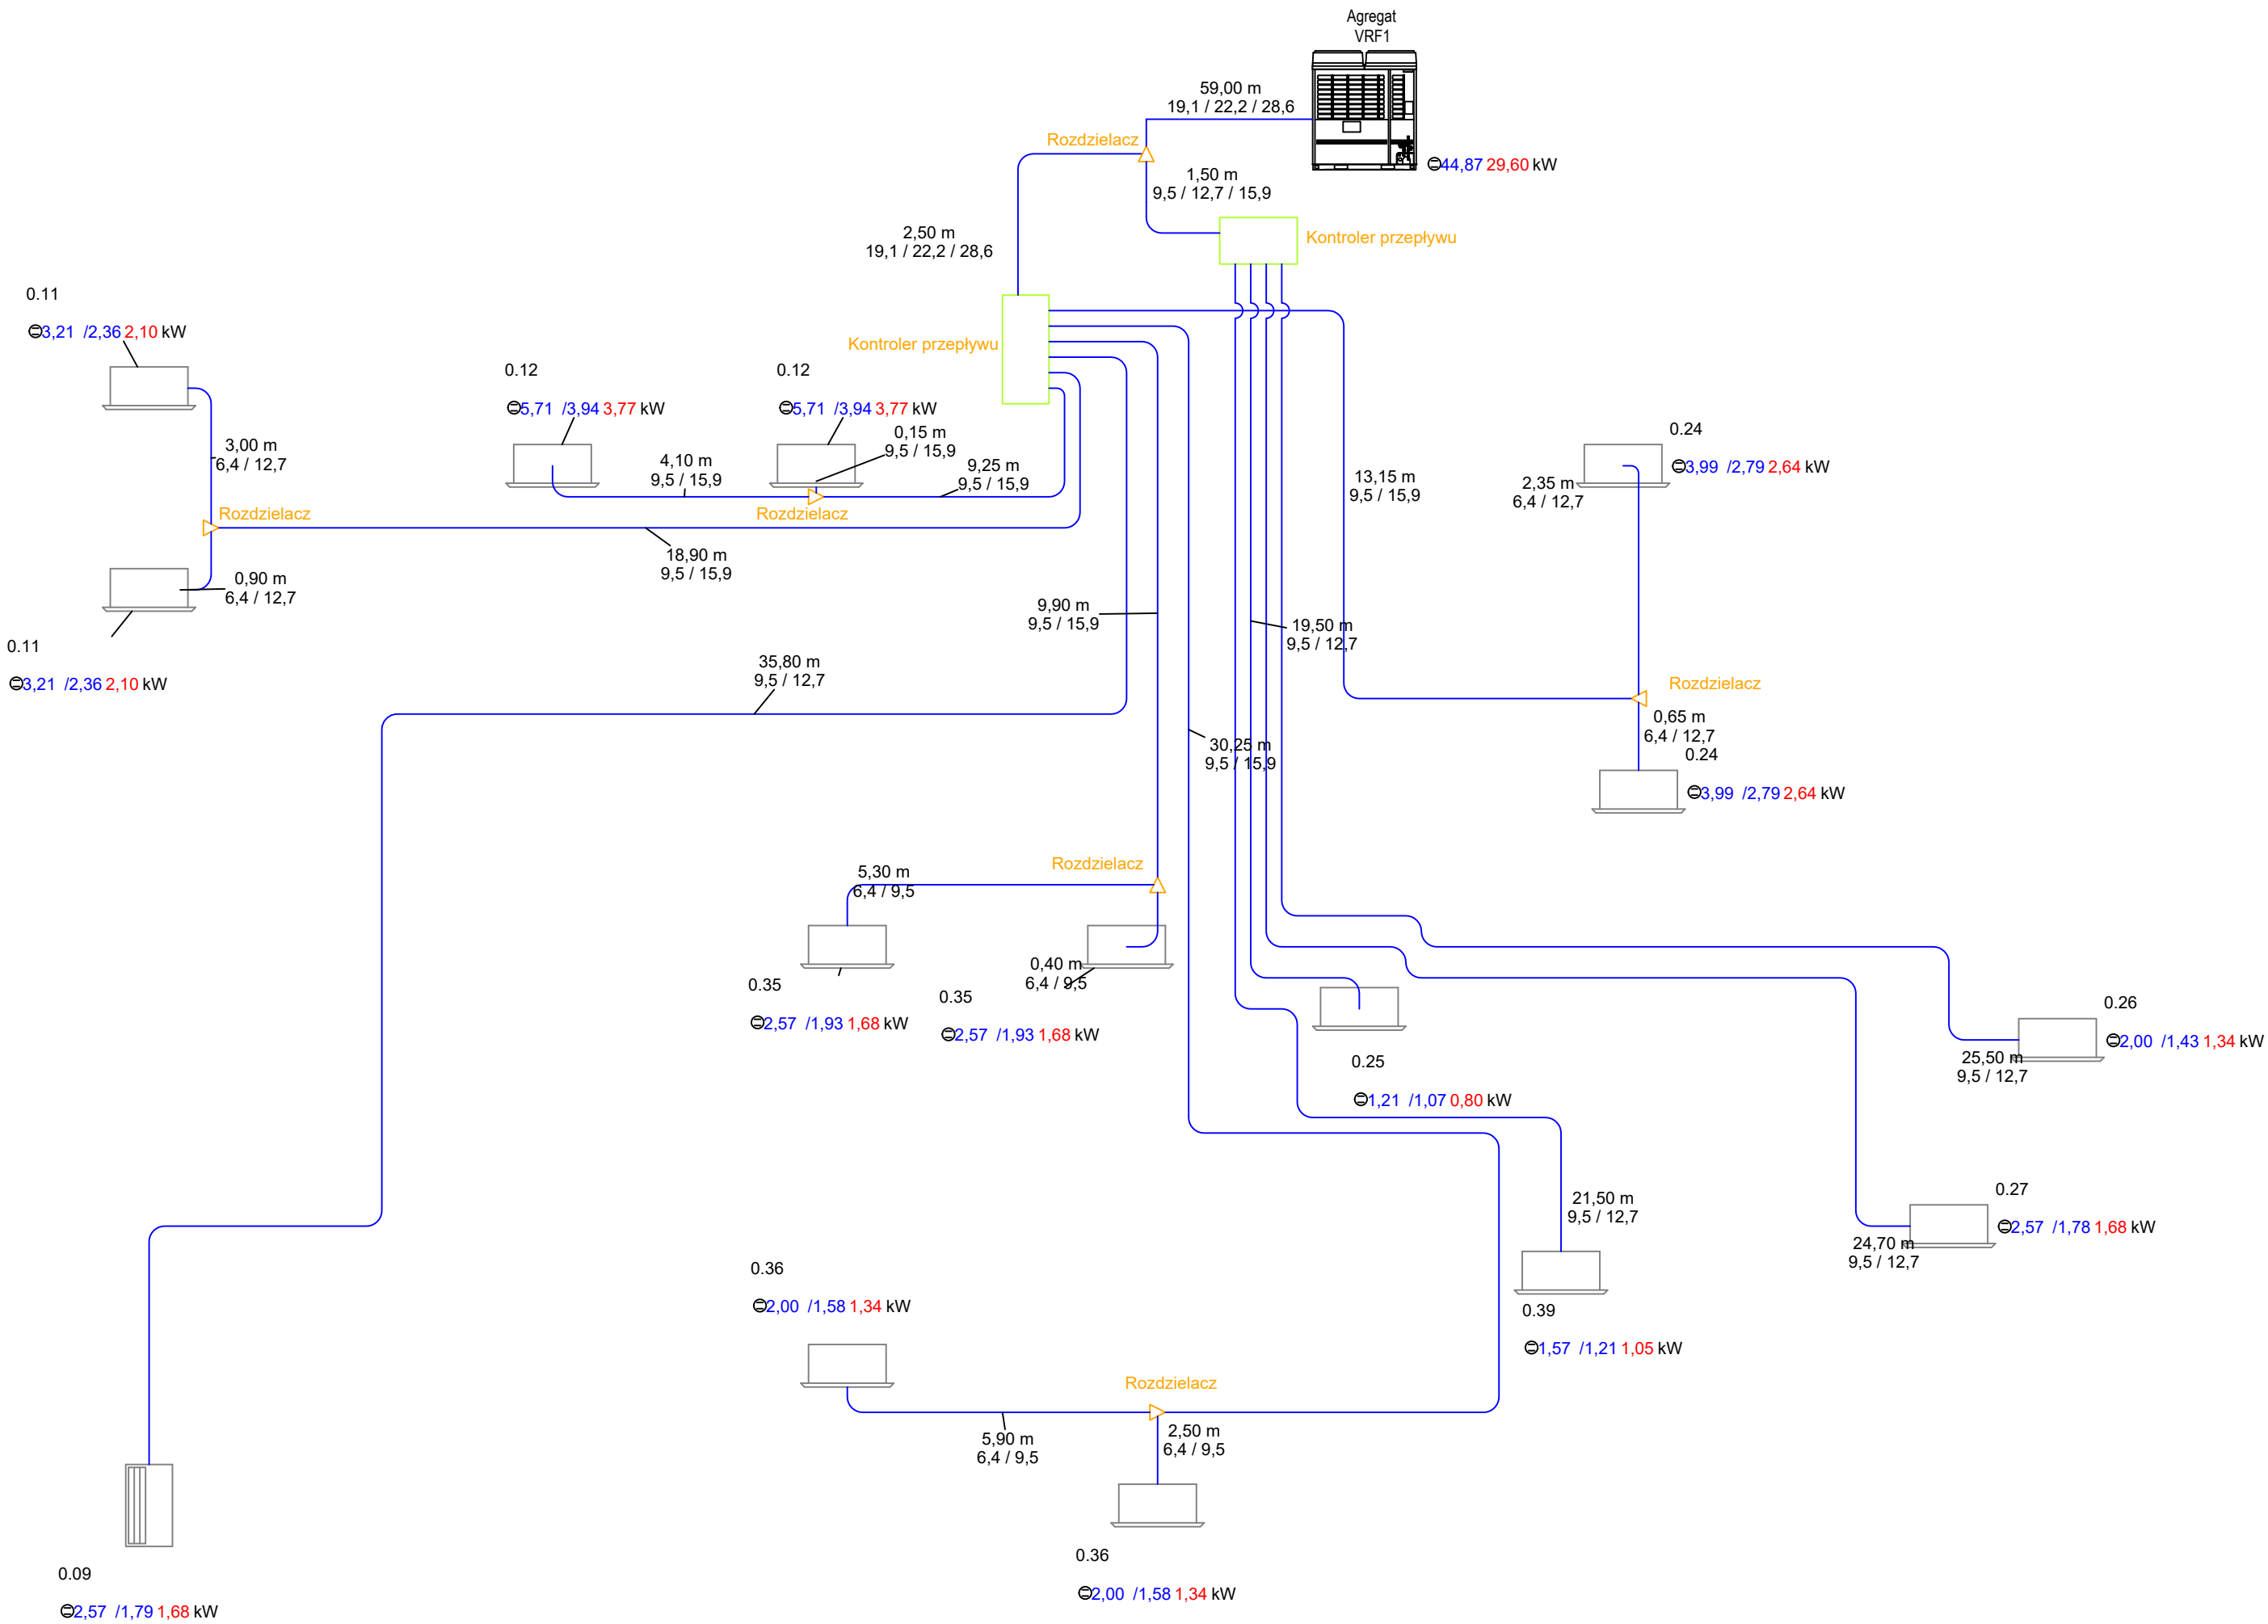 Agregat
VRF1
59,00 m
19,1 / 22,2 / 28,6
Rozdzielacz
44,87 29,60 kW
1,50 m
9,5 / 12,7 / 15,9
2,50 m
19,1 / 22,2 / 28,6
Kontroler przepływu
0.11
3,21 /2,36 2,10 kW
Kontroler przepływu
0.12
5,71 /3,94 3,77 kW
0.12
5,71 /3,94 3,77 kW
0,15 m
9,5 / 15,9
3,00 m
6,4 / 12,7
4,10 m
9,5 / 15,9
9,25 m
9,5 / 15,9
13,15 m
9,5 / 15,9
0.24
3,99 /2,79 2,64 kW
2,35 m
6,4 / 12,7
Rozdzielacz
Rozdzielacz
18,90 m
9,5 / 15,9
0,90 m
6,4 / 12,7
0.11
3,21 /2,36 2,10 kW
9,90 m
9,5 / 15,9
19,50 m
9,5 / 12,7
35,80 m
9,5 / 12,7
Rozdzielacz
0,65 m
6,4 / 12,7
0.24
3,99 /2,79 2,64 kW
30,25 m
9,5 / 15,9
Rozdzielacz
5,30 m
6,4 / 9,5
0,40 m
6,4 / 9,5
0.35
2,57 /1,93 1,68 kW
0.35
2,57 /1,93 1,68 kW
0.26
2,00 /1,43 1,34 kW
25,50 m
9,5 / 12,7
0.25
1,21 /1,07 0,80 kW
21,50 m
9,5 / 12,7
0.27
2,57 /1,78 1,68 kW
24,70 m
9,5 / 12,7
0.36
2,00 /1,58 1,34 kW
0.39
1,57 /1,21 1,05 kW
Rozdzielacz
5,90 m
6,4 / 9,5
2,50 m
6,4 / 9,5
0.36
2,00 /1,58 1,34 kW
0.09
2,57 /1,79 1,68 kW